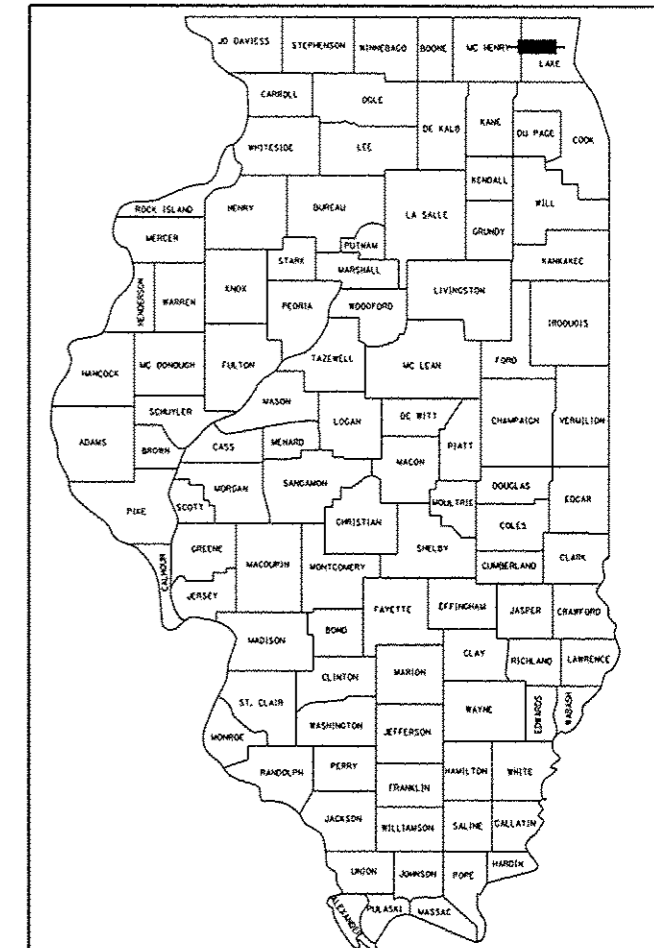 JO DAVIESS
STEPHENSON
WINNEBAGO
BOONE
MC HENRY
LAKE
CARROLL
OGLE
DE KALB
KANE
DU PAGE
COOK
WHITESIDE
LEE
KENDALL
WILL
ROCK ISLAND
HENRY
BUREAU
LA SALLE
GRUNDY
MERCER
PUTNAM
KANKAKEE
STARK
MARSHALL
HENDERSON
WARREN
KNOX
PEORIA
WOODFORD
LIVINGSTON
IROQUOIS
HANCOCK
MC DONOUGH
FULTON
TAZEWELL
MC LEAN
FORD
SCHUYLER
MASON
LOGAN
DE WITT
CHAMPAIGN
VERMILION
ADAMS
BROWN
CASS
MENARD
MACON
PIATT
PIKE
SCOTT
MORGAN
SANGAMON
MOULTRIE
DOUGLAS
EDGAR
CHRISTIAN
COLES
GREENE
SHELBY
CALHOUN
MACOUPIN
MONTGOMERY
CUMBERLAND
CLARK
JERSEY
FAYETTE
EFFINGHAM
JASPER
CRAWFORD
MADISON
BOND
CLAY
RICHLAND
LAWRENCE
CLINTON
MARION
ST. CLAIR
WAYNE
EDWARDS
WABASH
WASHINGTON
JEFFERSON
MONROE
RANDOLPH
PERRY
HAMILTON
WHITE
FRANKLIN
JACKSON
WILLIAMSON
SALINE
GALLATIN
UNION
JOHNSON
POPE
HARDIN
ALEXANDER
PULASKI
MASSAC